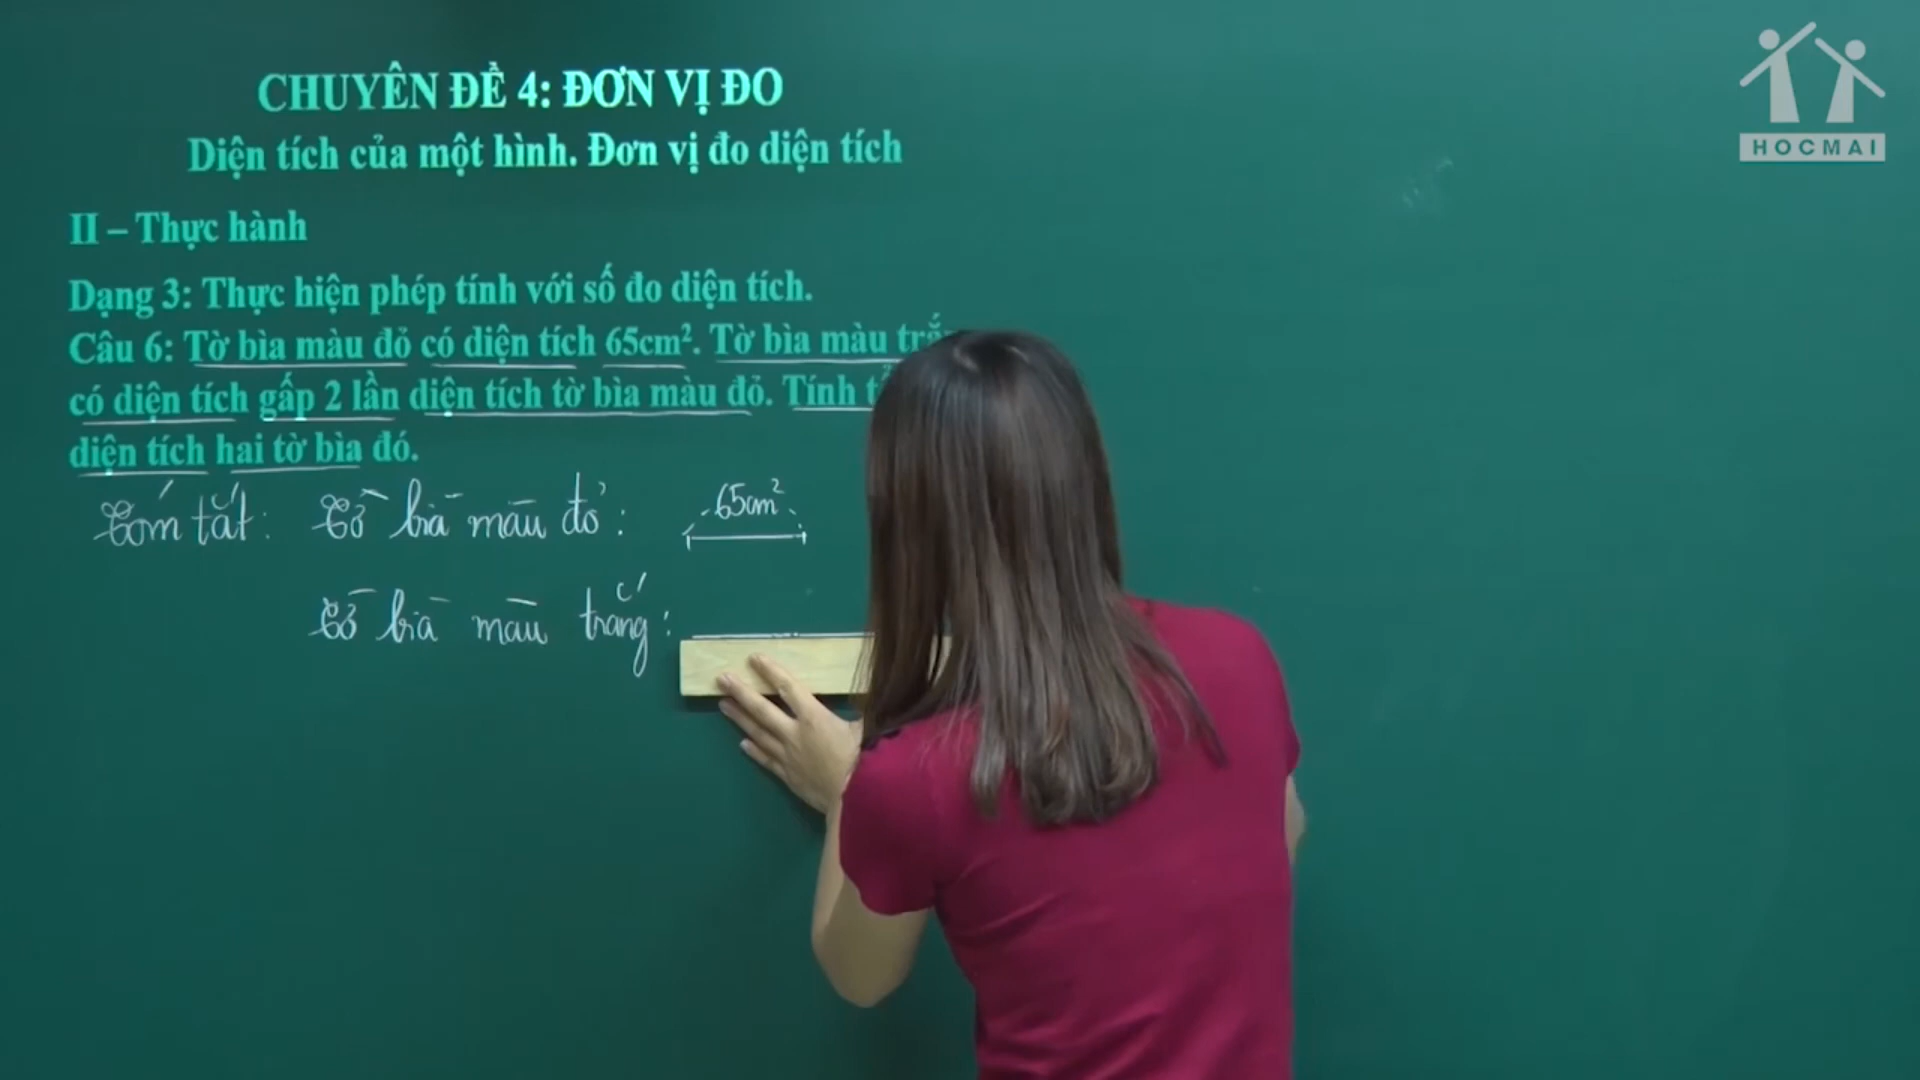 HOCMAI
CHUYÊN ĐỀ 4: ĐƠN VỊ ĐO
Diện tích của một hình. Đơn vị đo diện tích
II – Thực hành
Dạng 3: Thực hiện phép tính với số đo diện tích.
Câu 6: Tờ bìa màu đỏ có diện tích 65cm². Tờ bìa màu
có diện tích gấp 2 lần diện tích tờ bìa màu đỏ. Tính
diện tích hai tờ bìa đó.
Tóm tắt: Tờ bìa màu đỏ: 65cm²
Tờ bìa màu trắng: